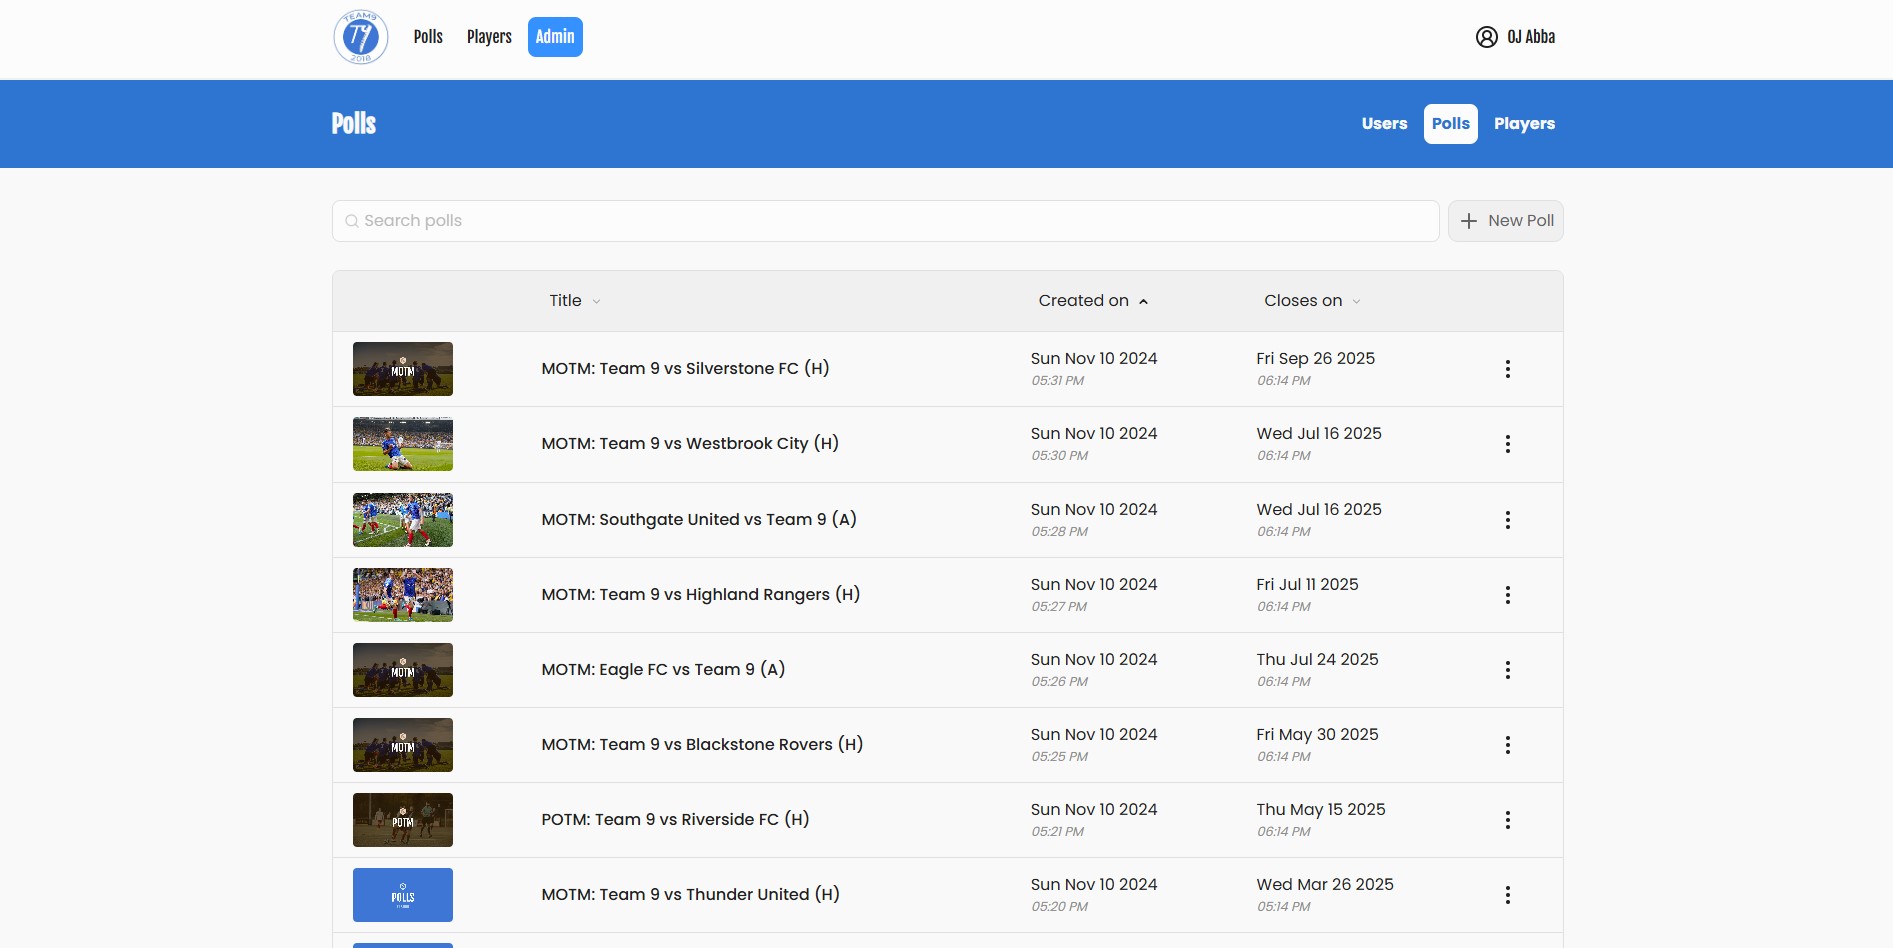 TEAM9
T9
2018
Polls
Players
Admin
OJ Abba
Polls
Users
Polls
Players
Search polls
New Poll
Title
Created on
Closes on
MOTM
MOTM: Team 9 vs Silverstone FC (H)
Sun Nov 10 2024
05:31 PM
Fri Sep 26 2025
06:14 PM
MOTM: Team 9 vs Westbrook City (H)
Sun Nov 10 2024
05:30 PM
Wed Jul 16 2025
06:14 PM
MOTM: Southgate United vs Team 9 (A)
Sun Nov 10 2024
05:28 PM
Wed Jul 16 2025
06:14 PM
MOTM: Team 9 vs Highland Rangers (H)
Sun Nov 10 2024
05:27 PM
Fri Jul 11 2025
06:14 PM
MOTM
MOTM: Eagle FC vs Team 9 (A)
Sun Nov 10 2024
05:26 PM
Thu Jul 24 2025
06:14 PM
MOTM
MOTM: Team 9 vs Blackstone Rovers (H)
Sun Nov 10 2024
05:25 PM
Fri May 30 2025
06:14 PM
POTM
POTM: Team 9 vs Riverside FC (H)
Sun Nov 10 2024
05:21 PM
Thu May 15 2025
06:14 PM
POLLS
MOTM: Team 9 vs Thunder United (H)
Sun Nov 10 2024
05:20 PM
Wed Mar 26 2025
05:14 PM